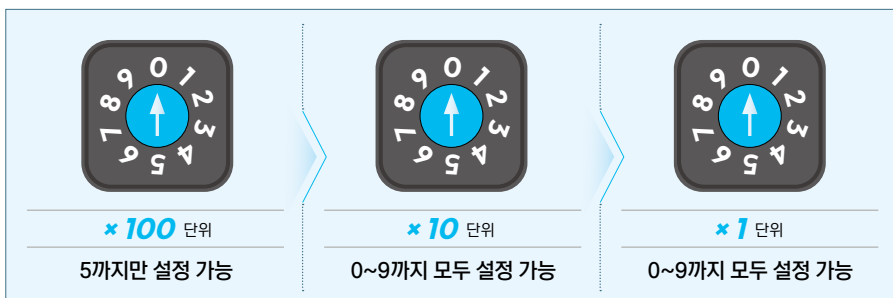 0 1 2 3 4 5 6 7 8 9
× 100 단위
5까지만 설정 가능
0 1 2 3 4 5 6 7 8 9
× 10 단위
0~9까지 모두 설정 가능
0 1 2 3 4 5 6 7 8 9
× 1 단위
0~9까지 모두 설정 가능